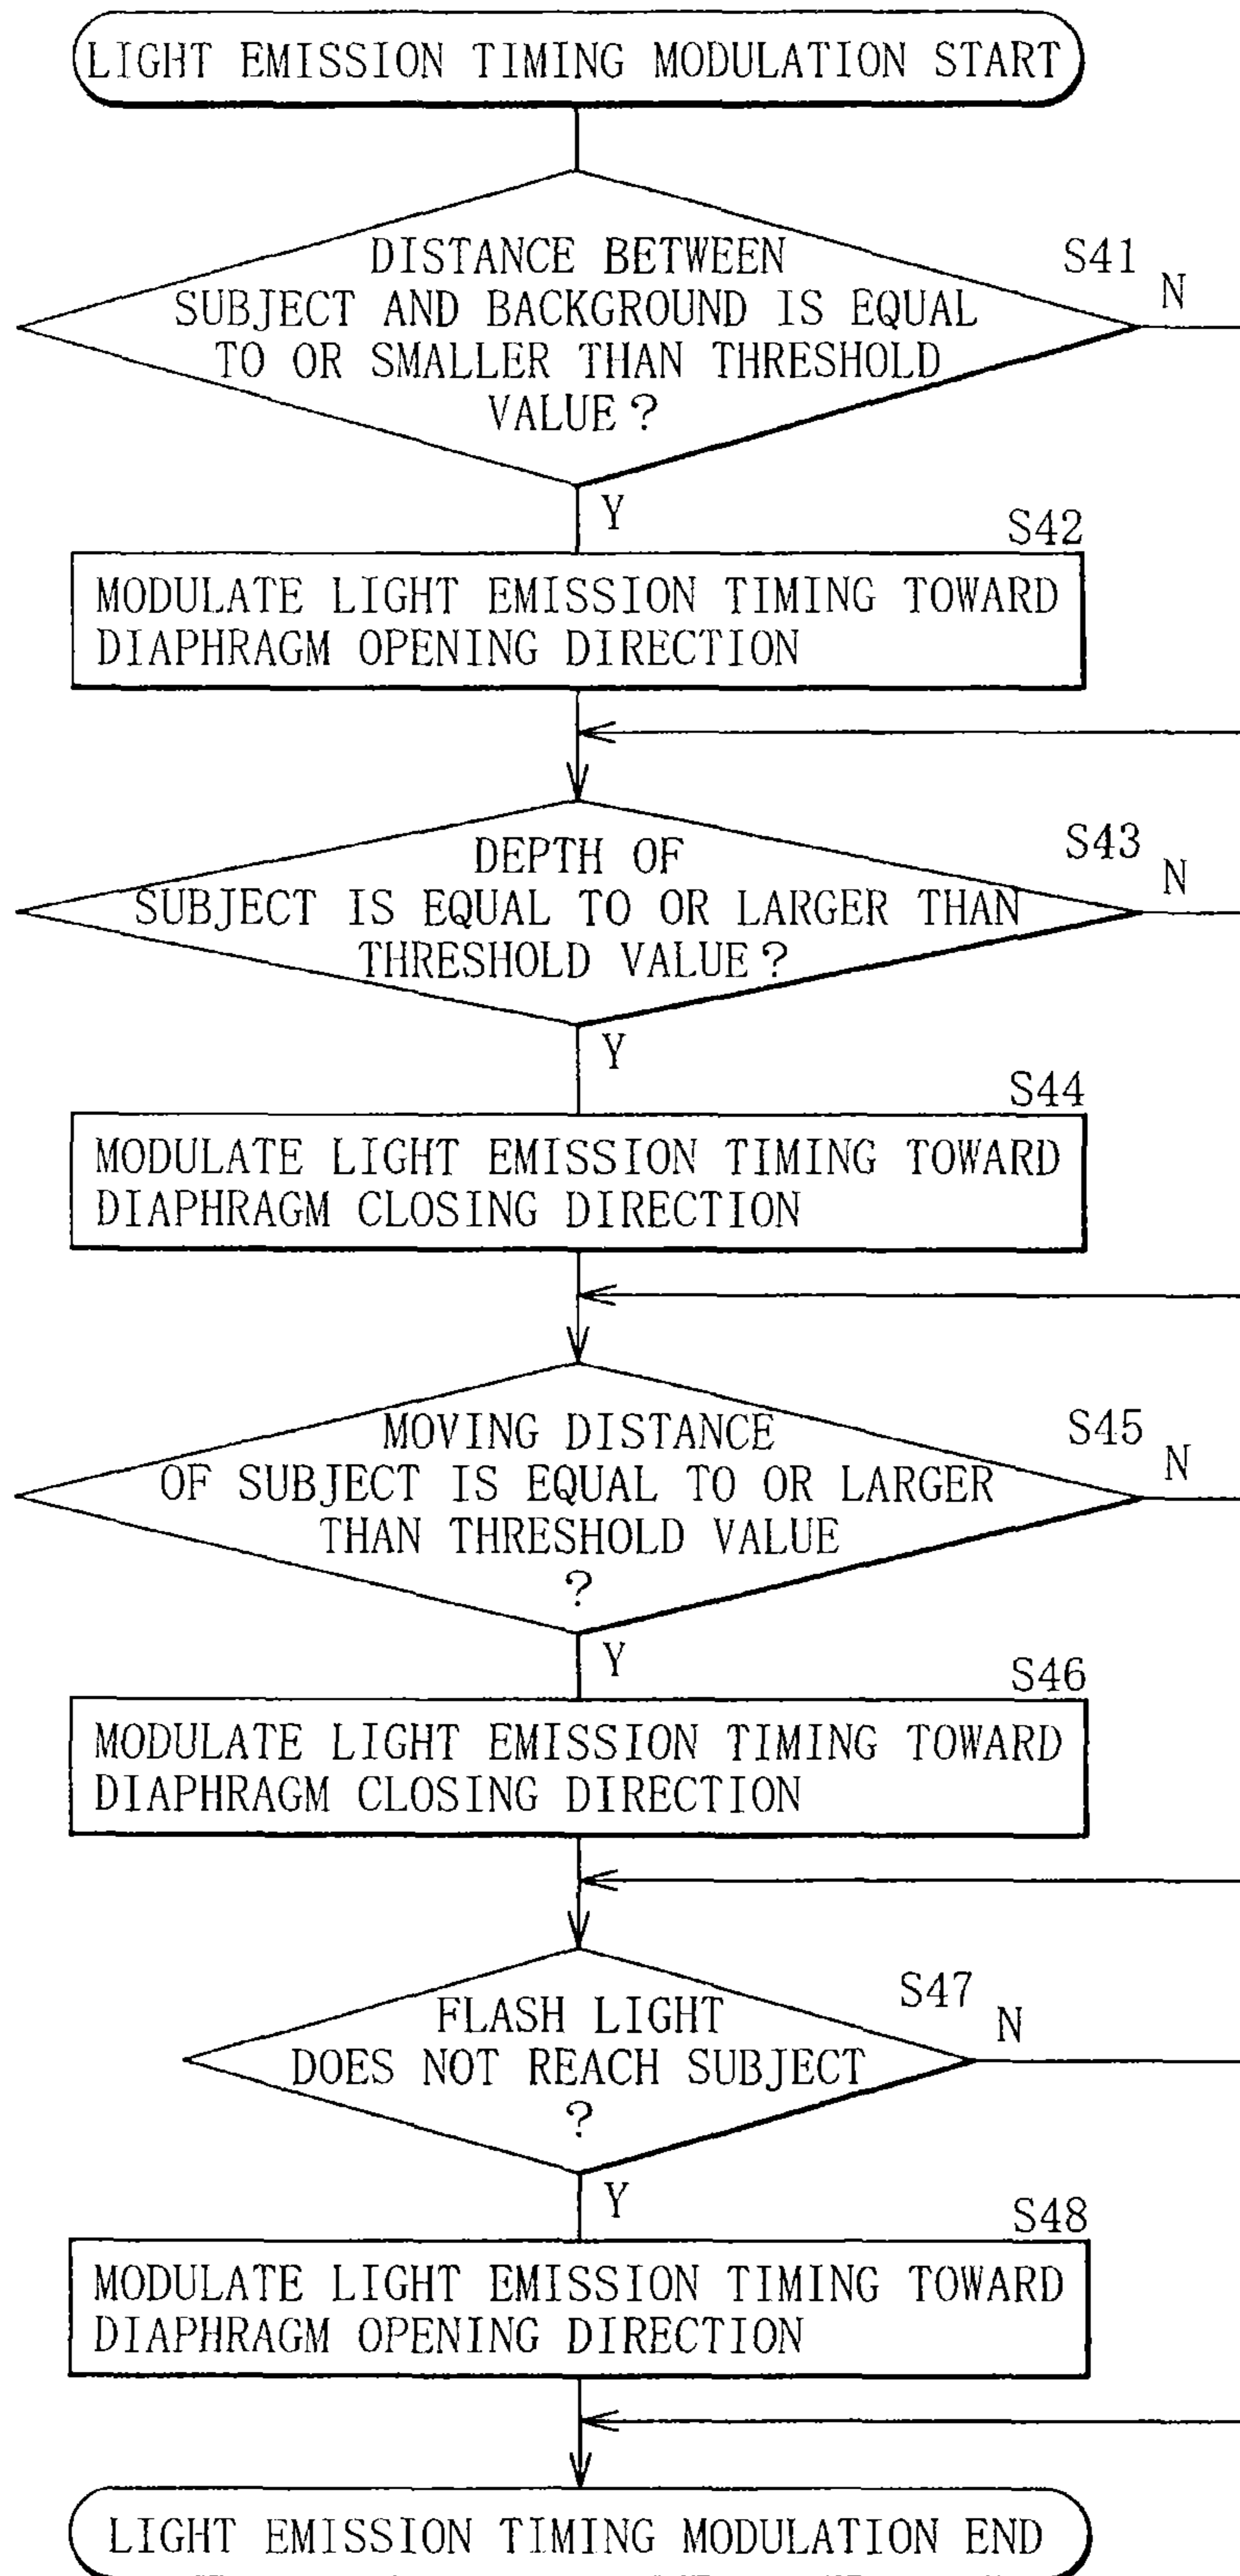 LIGHT EMISSION TIMING MODULATION START
DISTANCE BETWEEN
SUBJECT AND BACKGROUND IS EQUAL
TO OR SMALLER THAN THRESHOLD
VALUE?
S41
N
Y
S42
MODULATE LIGHT EMISSION TIMING TOWARD
DIAPHRAGM OPENING DIRECTION
DEPTH OF
SUBJECT IS EQUAL TO OR LARGER THAN
THRESHOLD VALUE?
S43
N
Y
S44
MODULATE LIGHT EMISSION TIMING TOWARD
DIAPHRAGM CLOSING DIRECTION
MOVING DISTANCE
OF SUBJECT IS EQUAL TO OR LARGER
THAN THRESHOLD VALUE
?
S45
N
Y
S46
MODULATE LIGHT EMISSION TIMING TOWARD
DIAPHRAGM CLOSING DIRECTION
FLASH LIGHT
DOES NOT REACH SUBJECT
?
S47
N
Y
S48
MODULATE LIGHT EMISSION TIMING TOWARD
DIAPHRAGM OPENING DIRECTION
LIGHT EMISSION TIMING MODULATION END